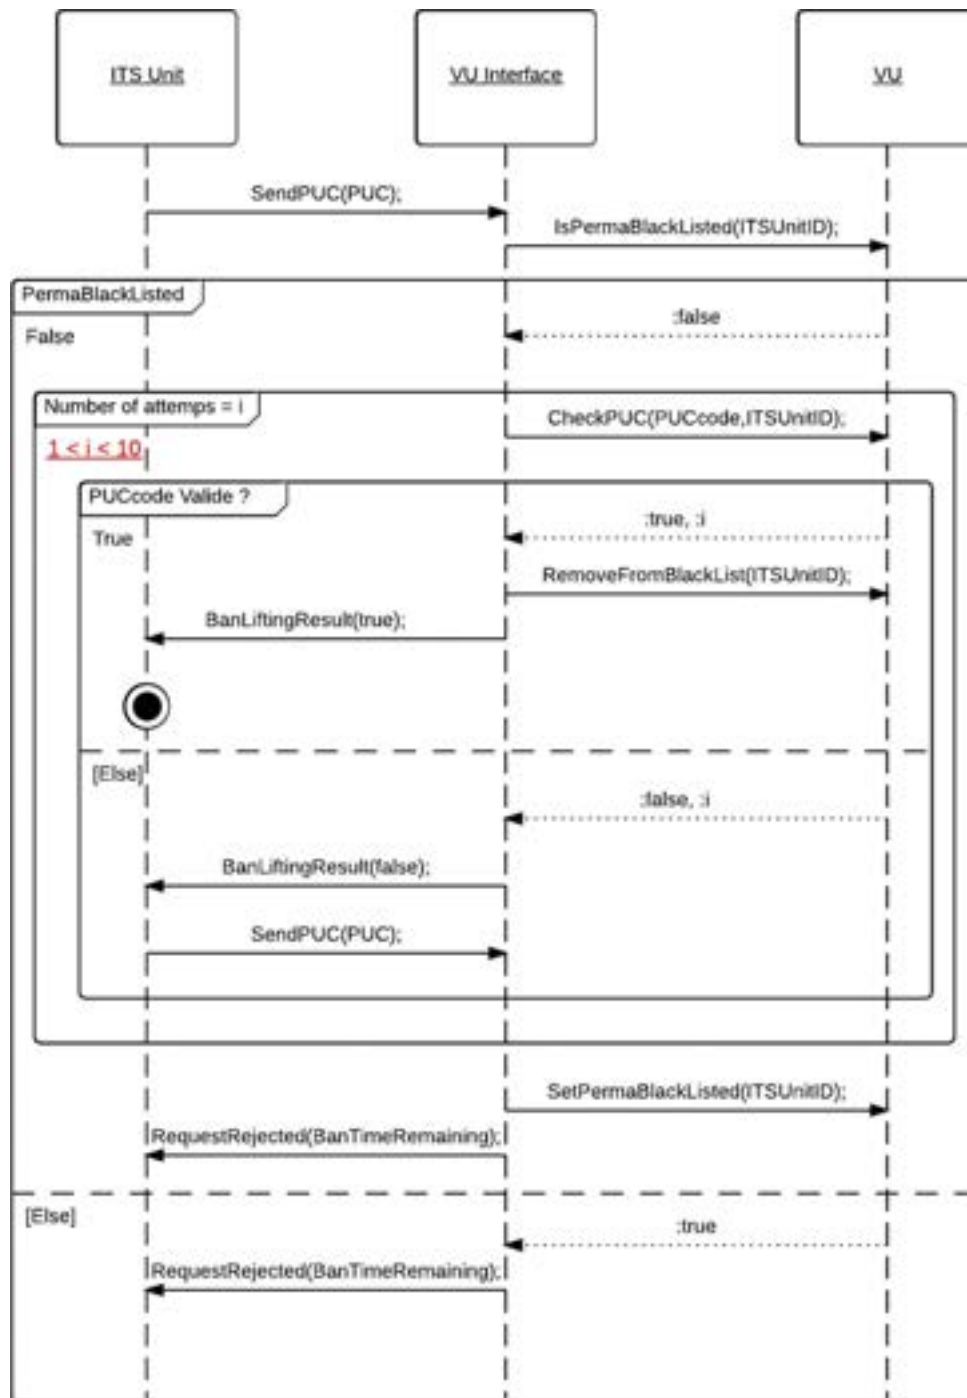 ITS Unit
VU Interface
VU
SendPUC(PUC);
IsPermaBlackListed(ITSUnitID);
PermaBlackListed
:false
False
Number of attemps = i
CheckPUC(PUCcode,ITSUnitID);
1 < i < 10
PUCcode Valide ?
:true, :i
True
RemoveFromBlackList(ITSUnitID);
BanLiftingResult(true);
[Else]
:false, :i
BanLiftingResult(false);
SendPUC(PUC);
SetPermaBlackListed(ITSUnitID);
RequestRejected(BanTimeRemaining);
[Else]
:true
RequestRejected(BanTimeRemaining);